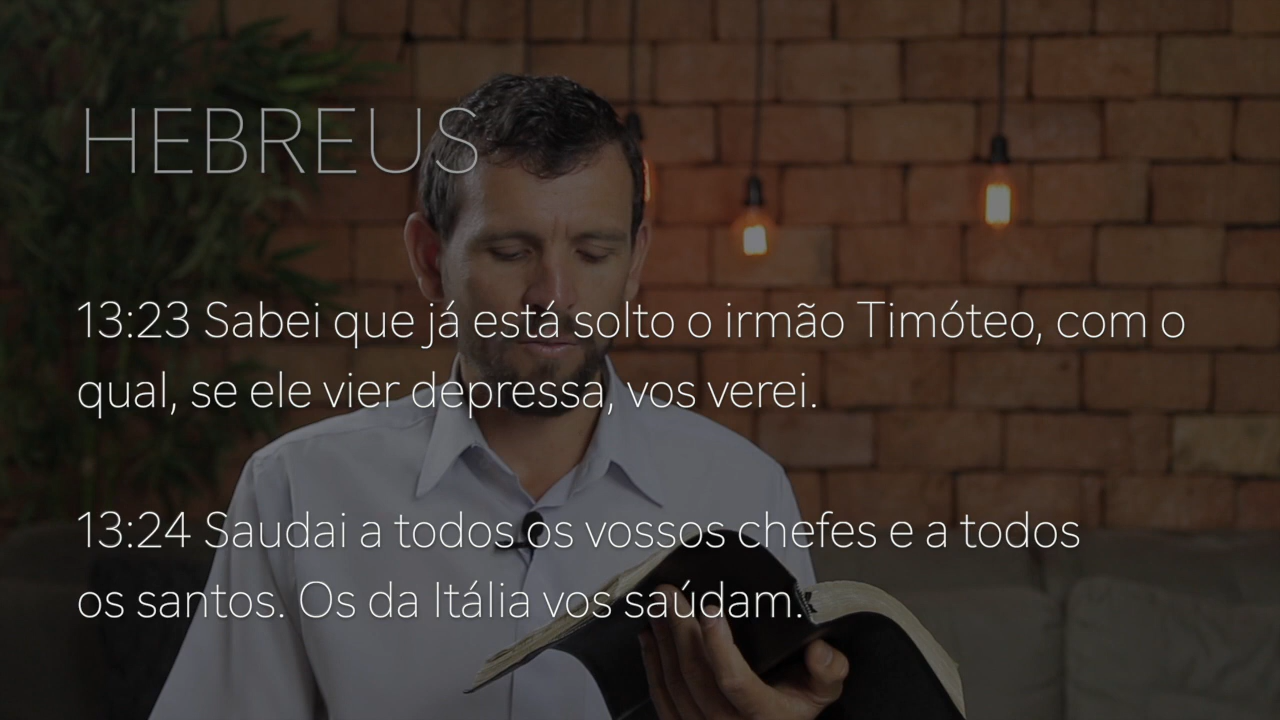 HEBREUS
13:23 Sabei que já está solto o irmão Timóteo, com o
qual, se ele vier depressa, vos verei.
13:24 Saudai a todos os vossos chefes e a todos
os santos. Os da Itália vos saúdam.